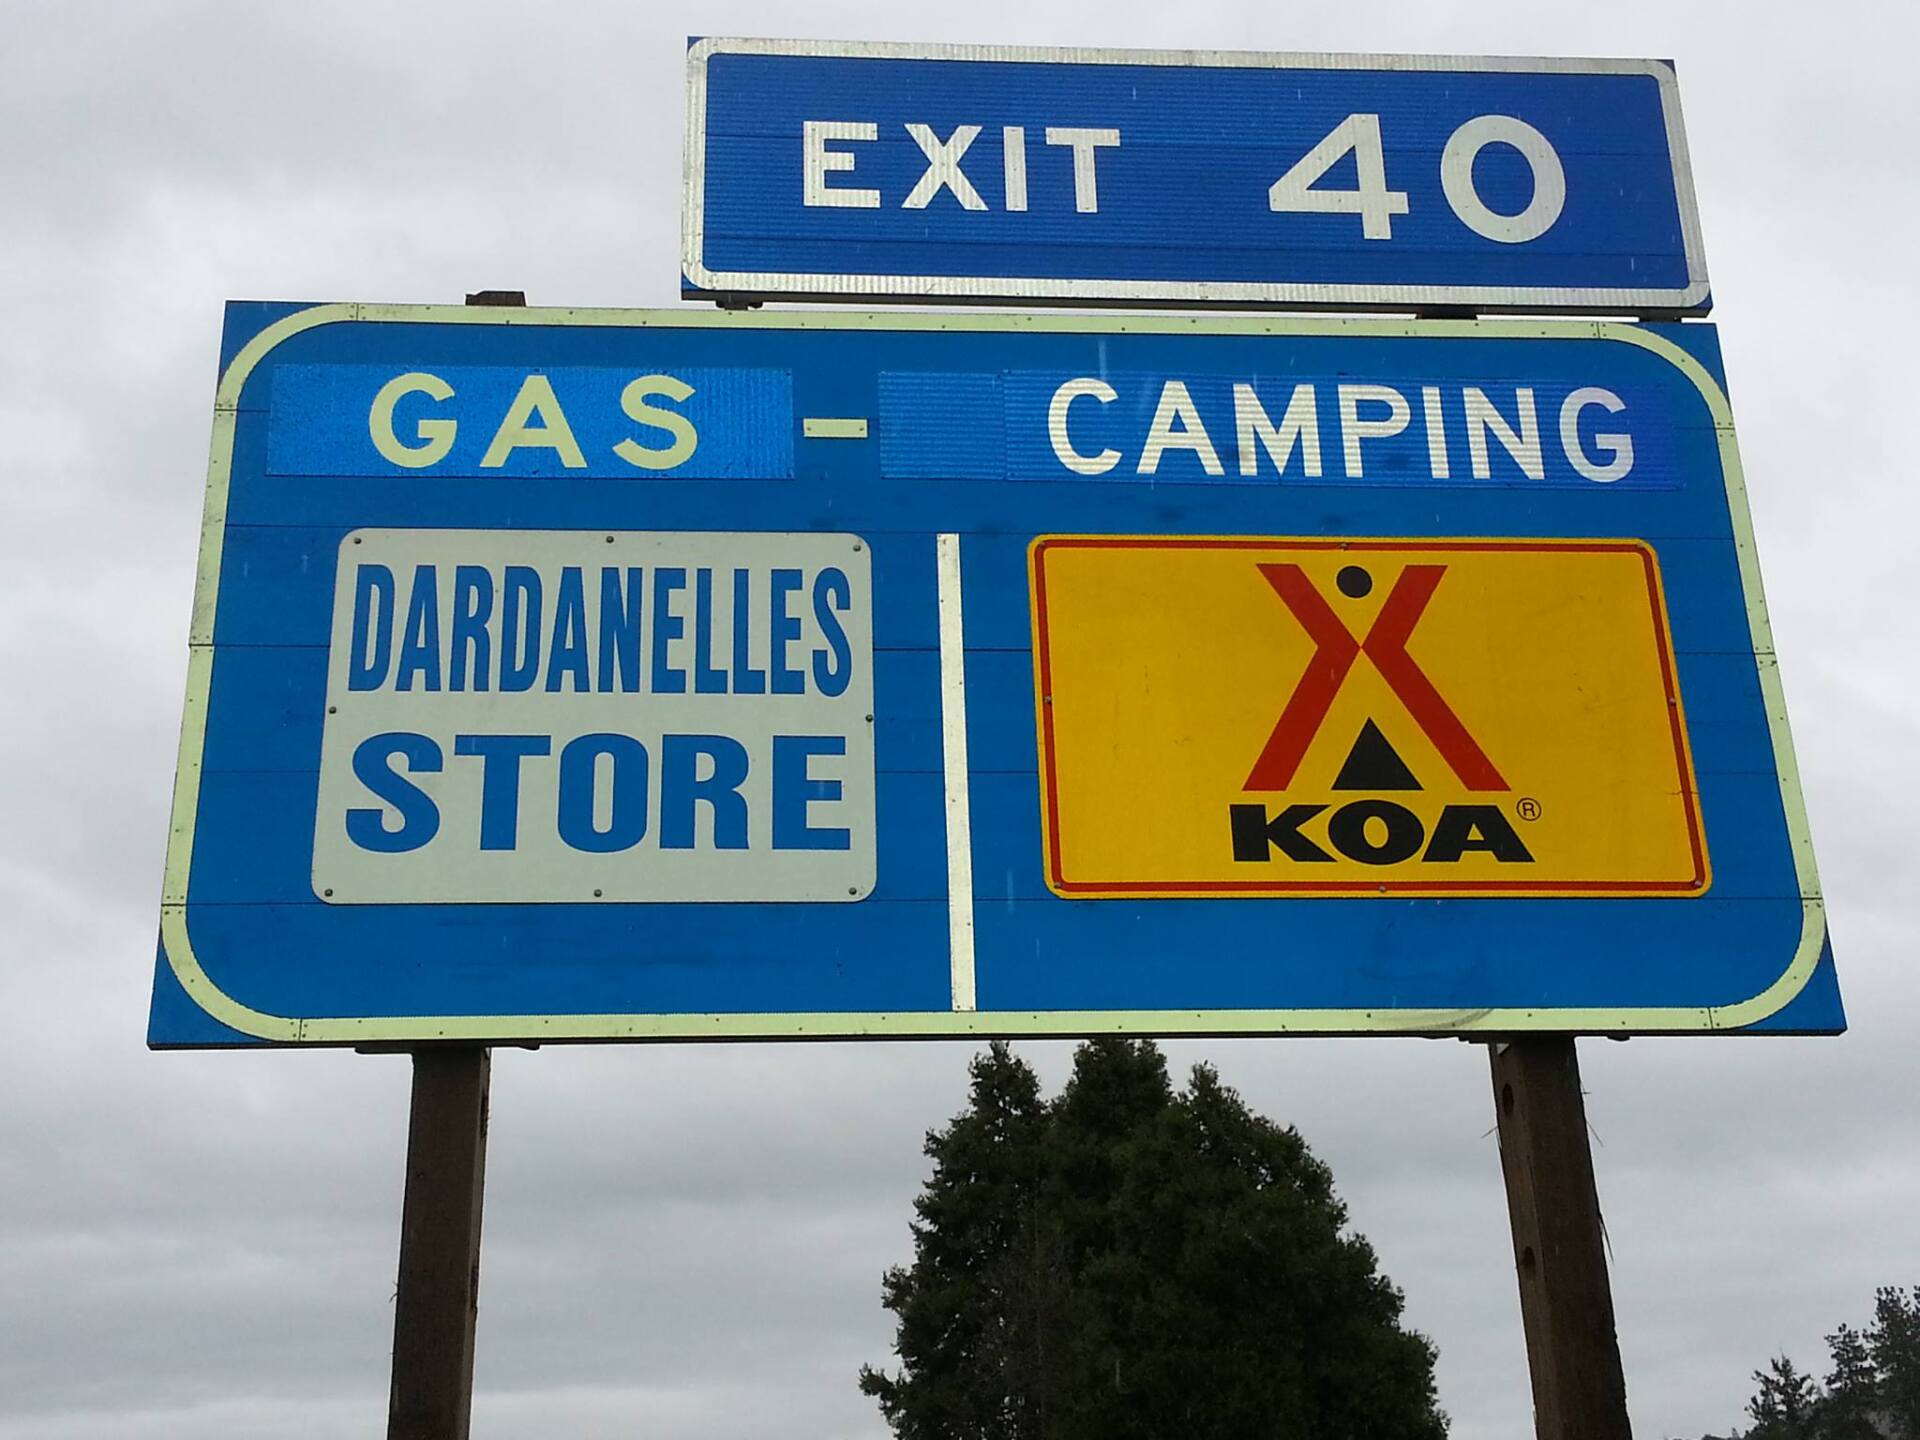 EXIT 40
GAS - CAMPING
DARDANELLES
STORE
KOA®